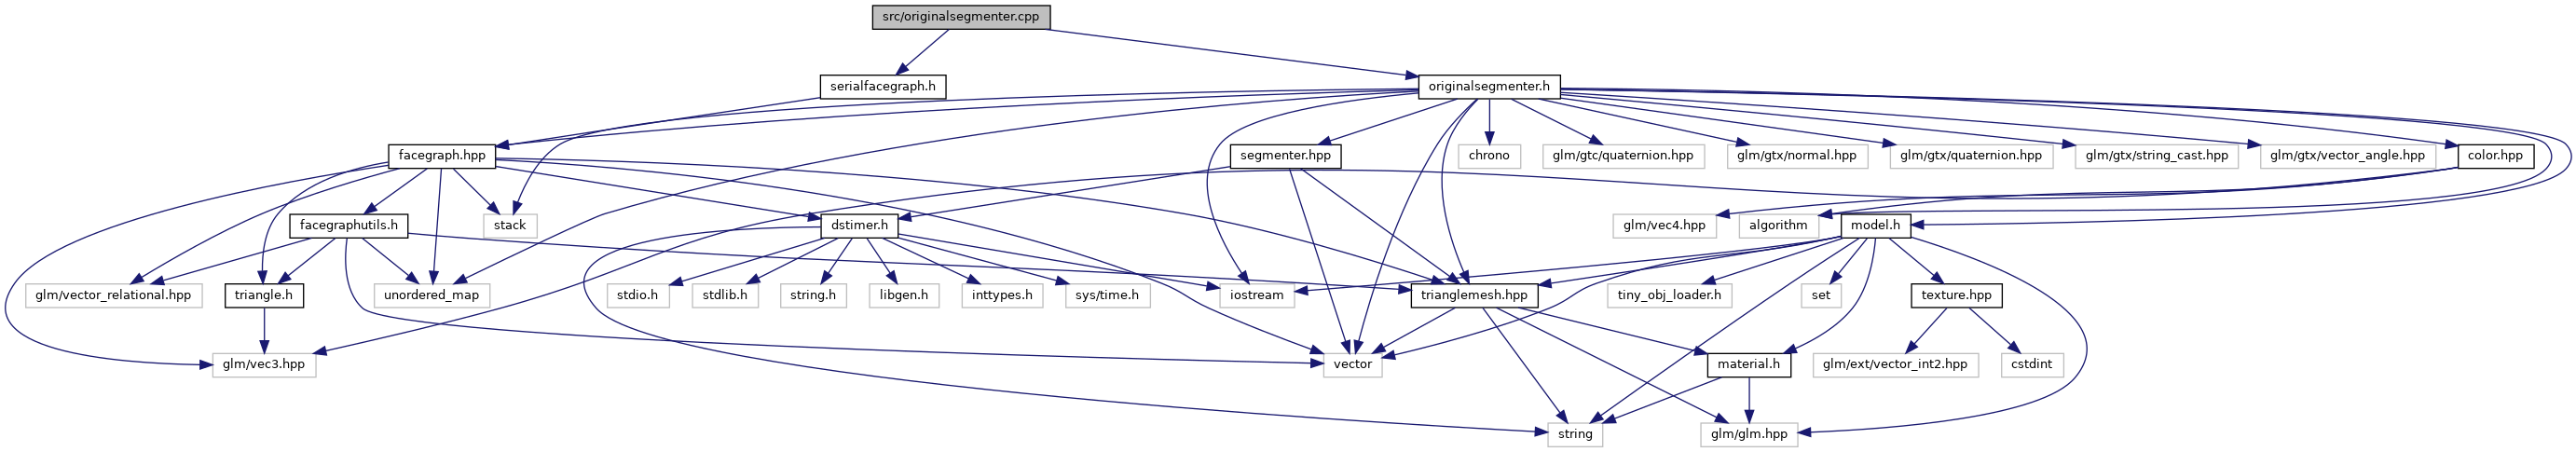 src/originalsegmenter.cpp
serialfacegraph.h
originalsegmenter.h
facegraph.hpp
segmenter.hpp
chrono
glm/gtc/quaternion.hpp
glm/gtx/normal.hpp
glm/gtx/quaternion.hpp
glm/gtx/string_cast.hpp
glm/gtx/vector_angle.hpp
color.hpp
facegraphutils.h
stack
dstimer.h
glm/vec4.hpp
algorithm
model.h
glm/vector_relational.hpp
triangle.h
unordered_map
stdio.h
stdlib.h
string.h
libgen.h
inttypes.h
sys/time.h
iostream
trianglemesh.hpp
tiny_obj_loader.h
set
texture.hpp
glm/vec3.hpp
vector
material.h
glm/ext/vector_int2.hpp
cstdint
string
glm/glm.hpp